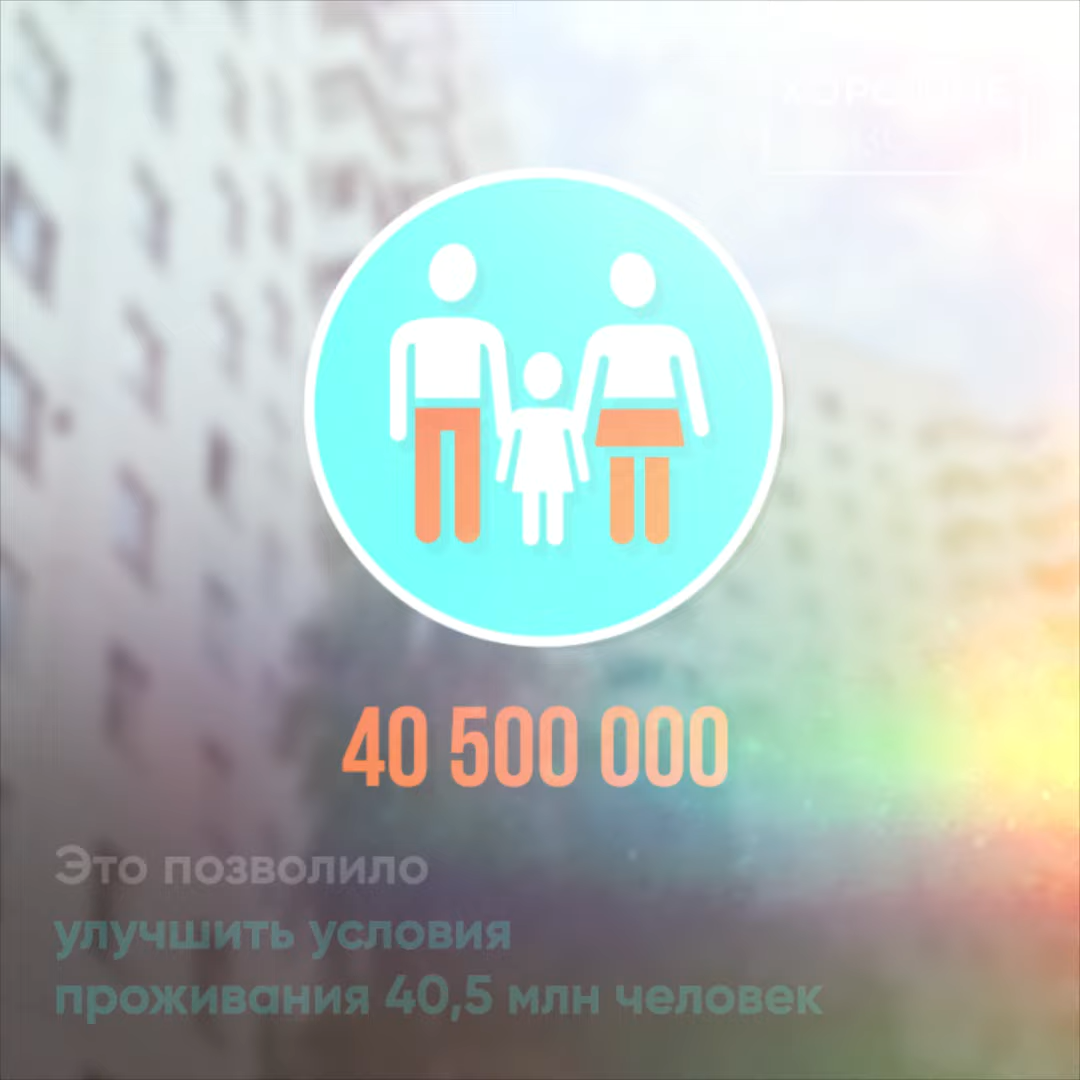 40 500 000
Это позволило
улучшить условия
проживания 40,5 млн человек